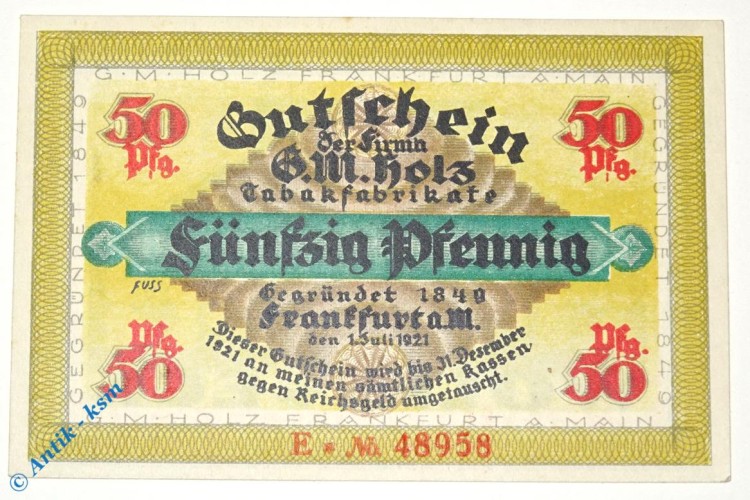 G·M·HOLZ FRANKFURT A·MAIN
GEGRÜNDET 1849
GEGRÜNDET 1849
50
Pfg.
50
Pfg.
Gutschein
Der Firma
G.M.Holz
Tabakfabrikate
Fünfzig Pfennig
FUSS
Gegründet 1849
Frankfurt a.M.
den 1. Juli 1921
Dieser Gutschein wird bis 31. Dezember
1921 an meinen sämtlichen Kassen
gegen Reichsgeld umgetauscht.
Pfg.
50
Pfg.
50
G·M·HOLZ FRANKFURT A·MAIN
E * № 48958
© Antik - ksm